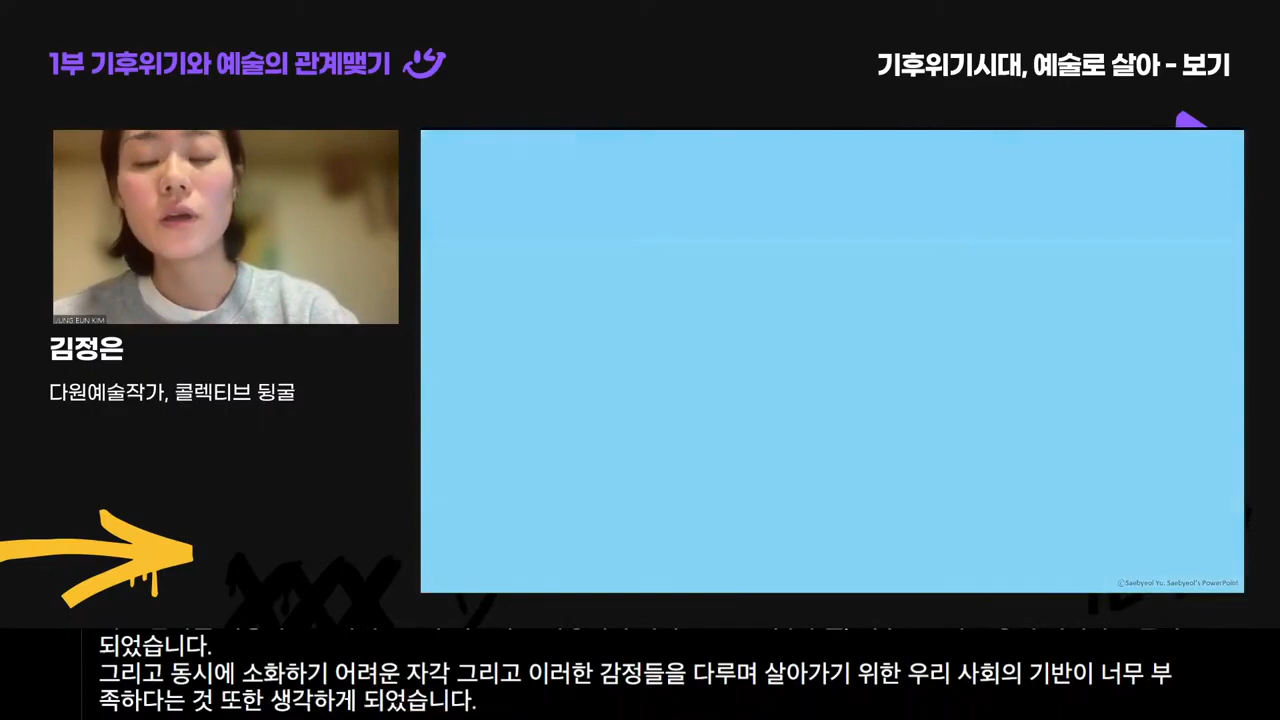 1부 기후위기와 예술의 관계맺기
기후위기시대, 예술로 살아 - 보기
JUNG EUN KIM
김정은
다원예술작가, 콜렉티브 뒹굴
ⓒSaebyeol Yu. Saebyeol's PowerPoint
되었습니다.
그리고 동시에 소화하기 어려운 자각 그리고 이러한 감정들을 다루며 살아가기 위한 우리 사회의 기반이 너무 부
족하다는 것 또한 생각하게 되었습니다.